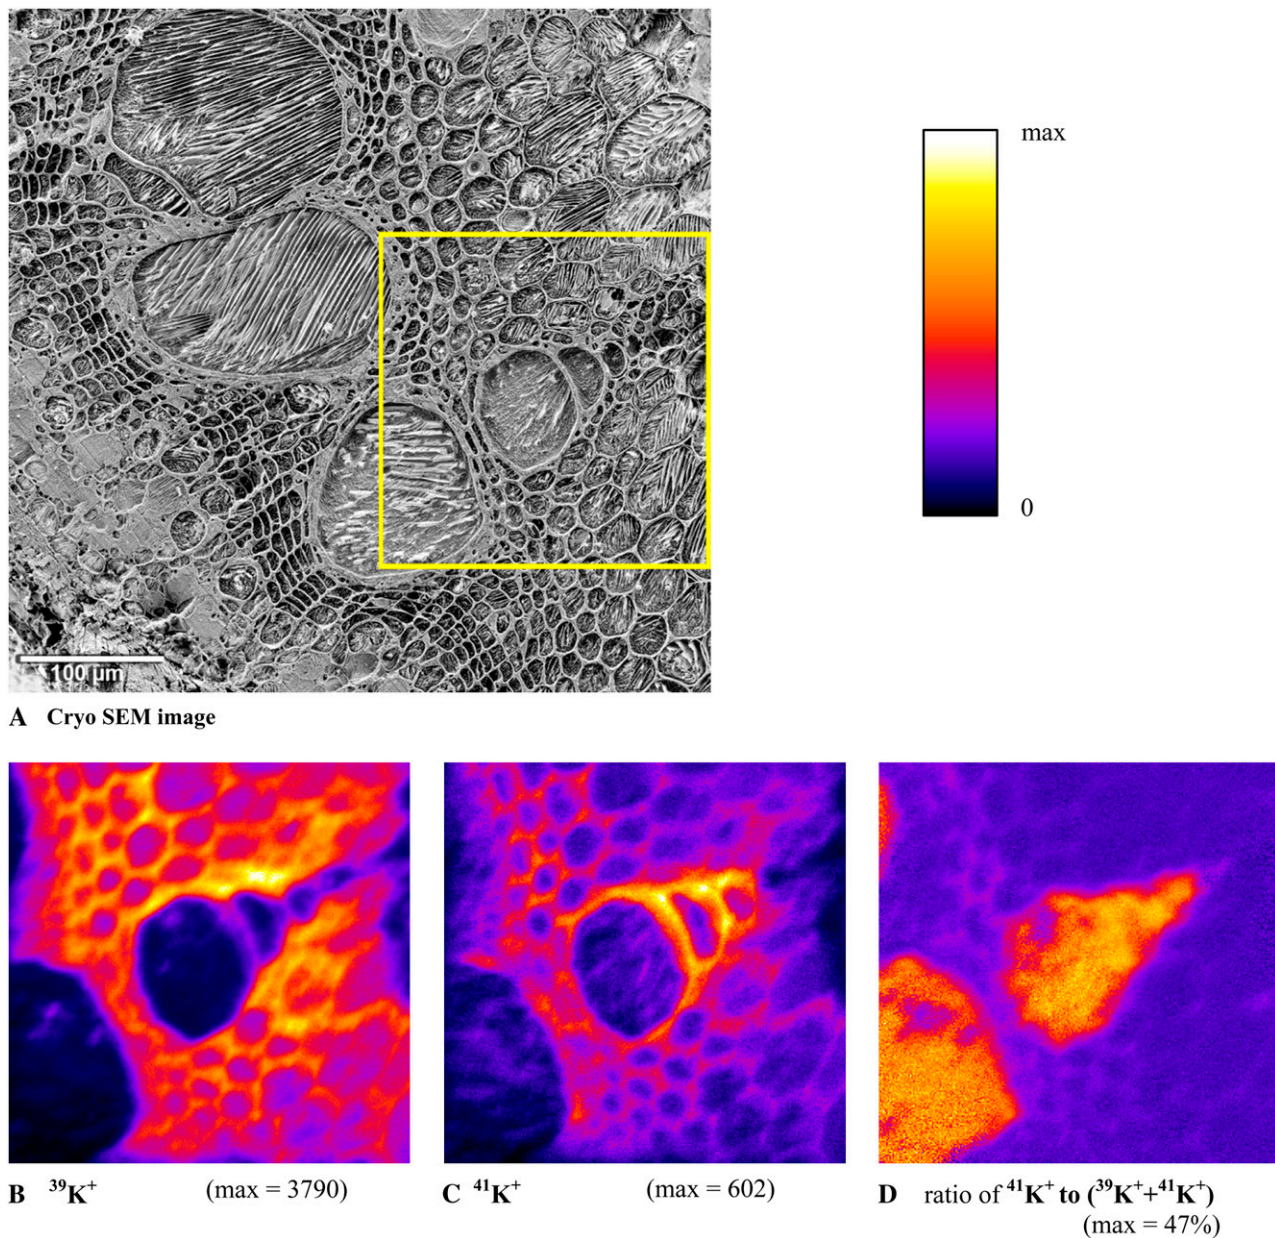 max
0
100 µm
A Cryo SEM image
B ³⁹K⁺ (max = 3790)
C ⁴¹K⁺ (max = 602)
D ratio of ⁴¹K⁺ to (³⁹K⁺+⁴¹K⁺)
(max = 47%)